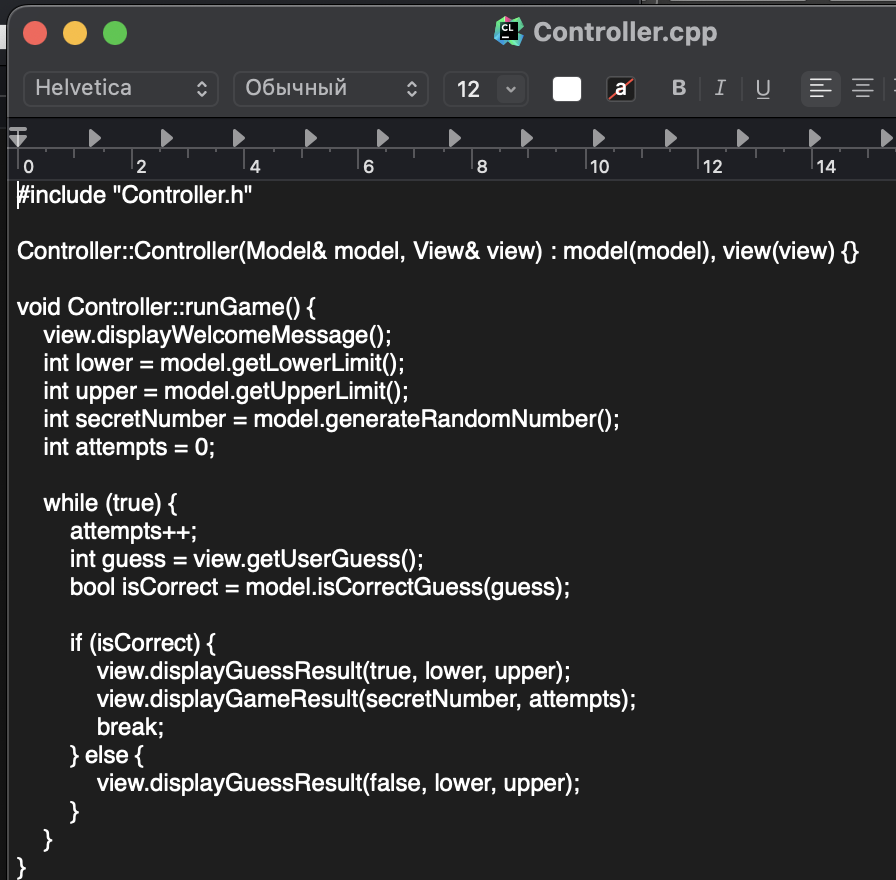 CL
Controller.cpp
Helvetica Обычный 12 a B I U
0 2 4 6 8 10 12 14
#include "Controller.h"
Controller::Controller(Model& model, View& view) : model(model), view(view) {}
void Controller::runGame() {
view.displayWelcomeMessage();
int lower = model.getLowerLimit();
int upper = model.getUpperLimit();
int secretNumber = model.generateRandomNumber();
int attempts = 0;
while (true) {
attempts++;
int guess = view.getUserGuess();
bool isCorrect = model.isCorrectGuess(guess);
if (isCorrect) {
view.displayGuessResult(true, lower, upper);
view.displayGameResult(secretNumber, attempts);
break;
} else {
view.displayGuessResult(false, lower, upper);
}
}
}